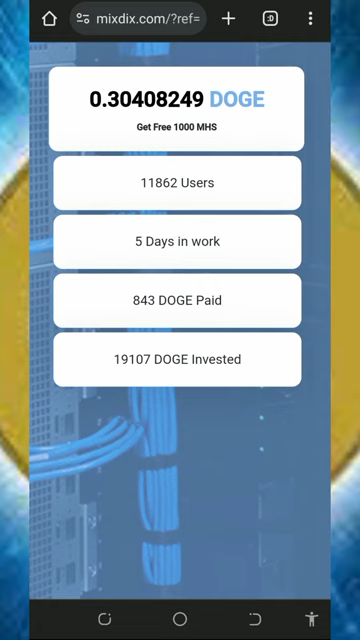 mixdix.com/?ref=
:D
0.30408249 DOGE
Get Free 1000 MHS
11862 Users
5 Days in work
843 DOGE Paid
19107 DOGE Invested